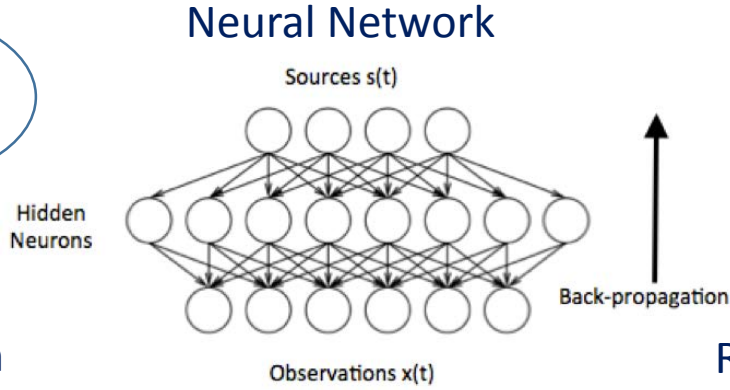 Neural Network
Sources s(t)
Hidden
Neurons
Back-propagation
Observations x(t)
R